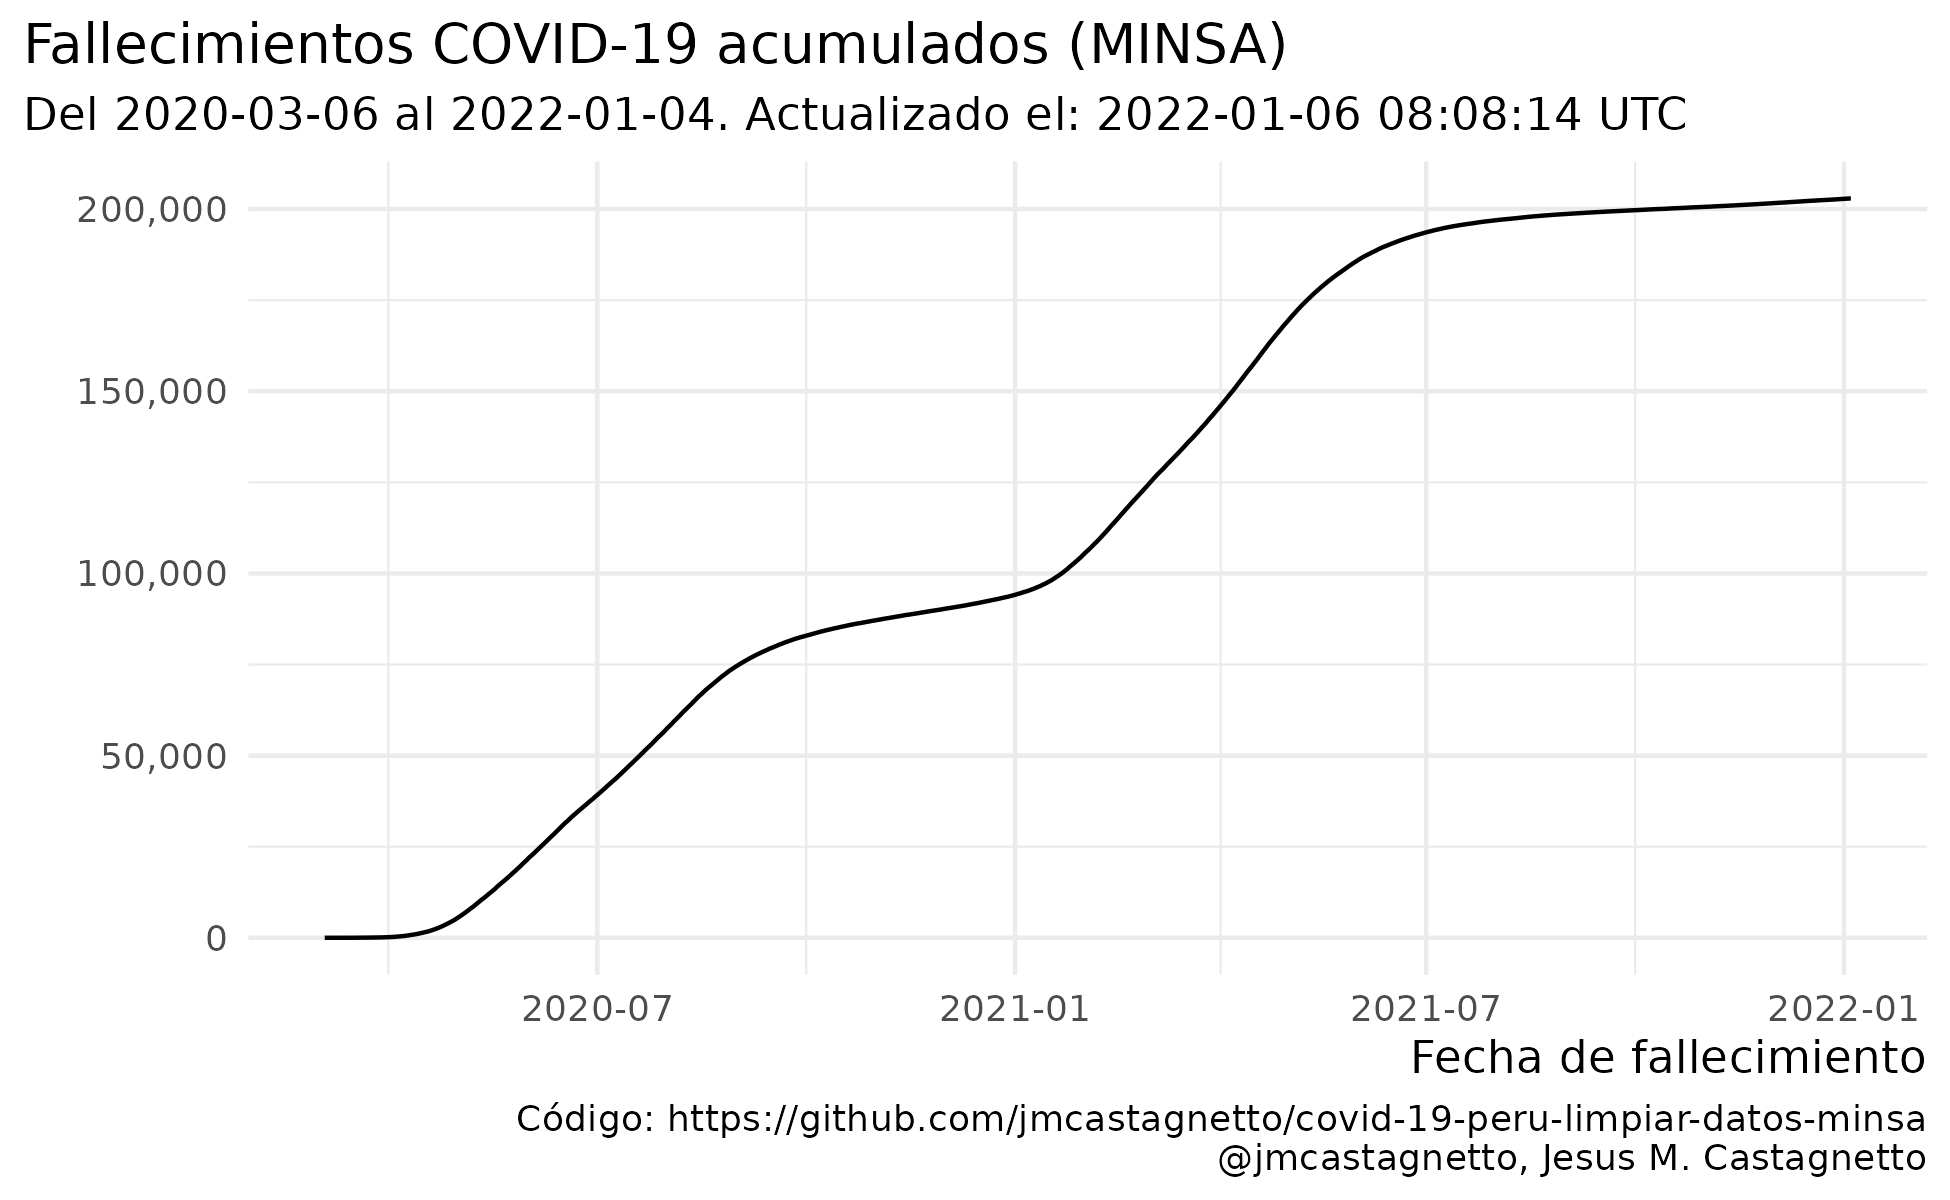 Fallecimientos COVID-19 acumulados (MINSA)
Del 2020-03-06 al 2022-01-04. Actualizado el: 2022-01-06 08:08:14 UTC
200,000
150,000
100,000
50,000
0
2020-07 2021-01 2021-07 2022-01
Fecha de fallecimiento
Código: https://github.com/jmcastagnetto/covid-19-peru-limpiar-datos-minsa
@jmcastagnetto, Jesus M. Castagnetto